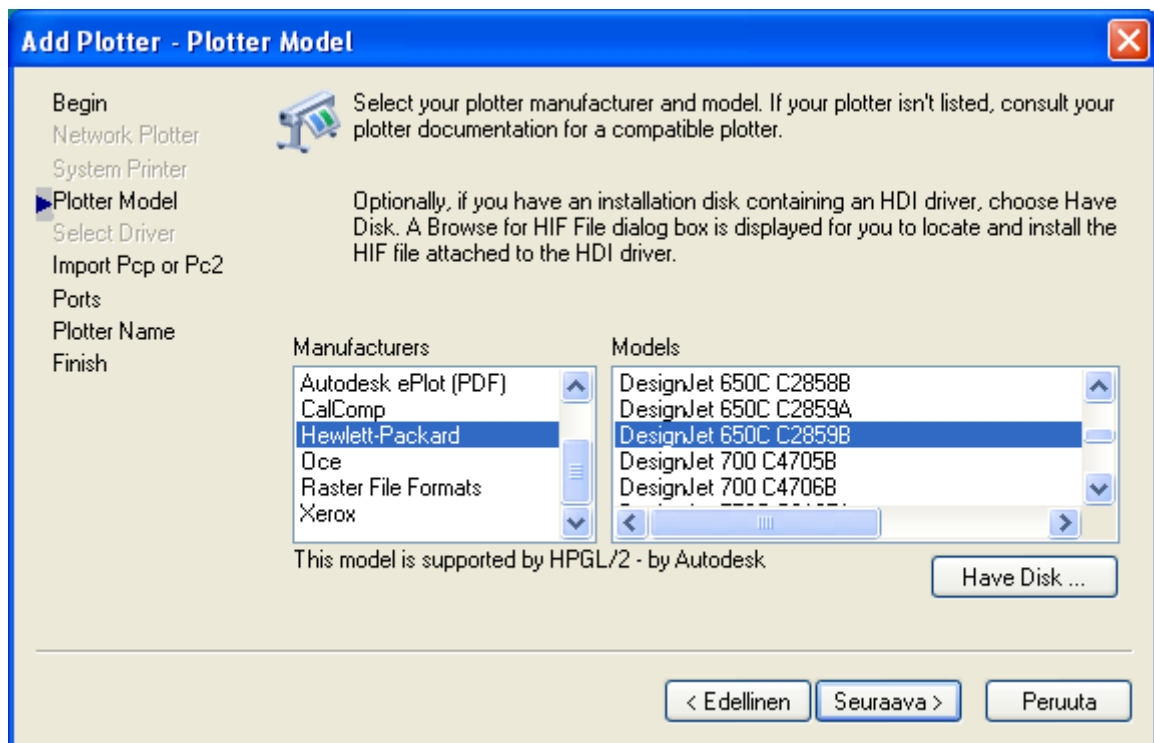 Add Plotter - Plotter Model
Begin
Network Plotter
System Printer
Plotter Model
Select Driver
Import Pcp or Pc2
Ports
Plotter Name
Finish
Select your plotter manufacturer and model. If your plotter isn't listed, consult your
plotter documentation for a compatible plotter.
Optionally, if you have an installation disk containing an HDI driver, choose Have
Disk. A Browse for HIF File dialog box is displayed for you to locate and install the
HIF file attached to the HDI driver.
Manufacturers
Autodesk ePlot (PDF)
CalComp
Hewlett-Packard
Oce
Raster File Formats
Xerox
Models
DesignJet 650C C2858B
DesignJet 650C C2859A
DesignJet 650C C2859B
DesignJet 700 C4705B
DesignJet 700 C4706B
This model is supported by HPGL/2 - by Autodesk
Have Disk ...
< Edellinen
Seuraava >
Peruuta